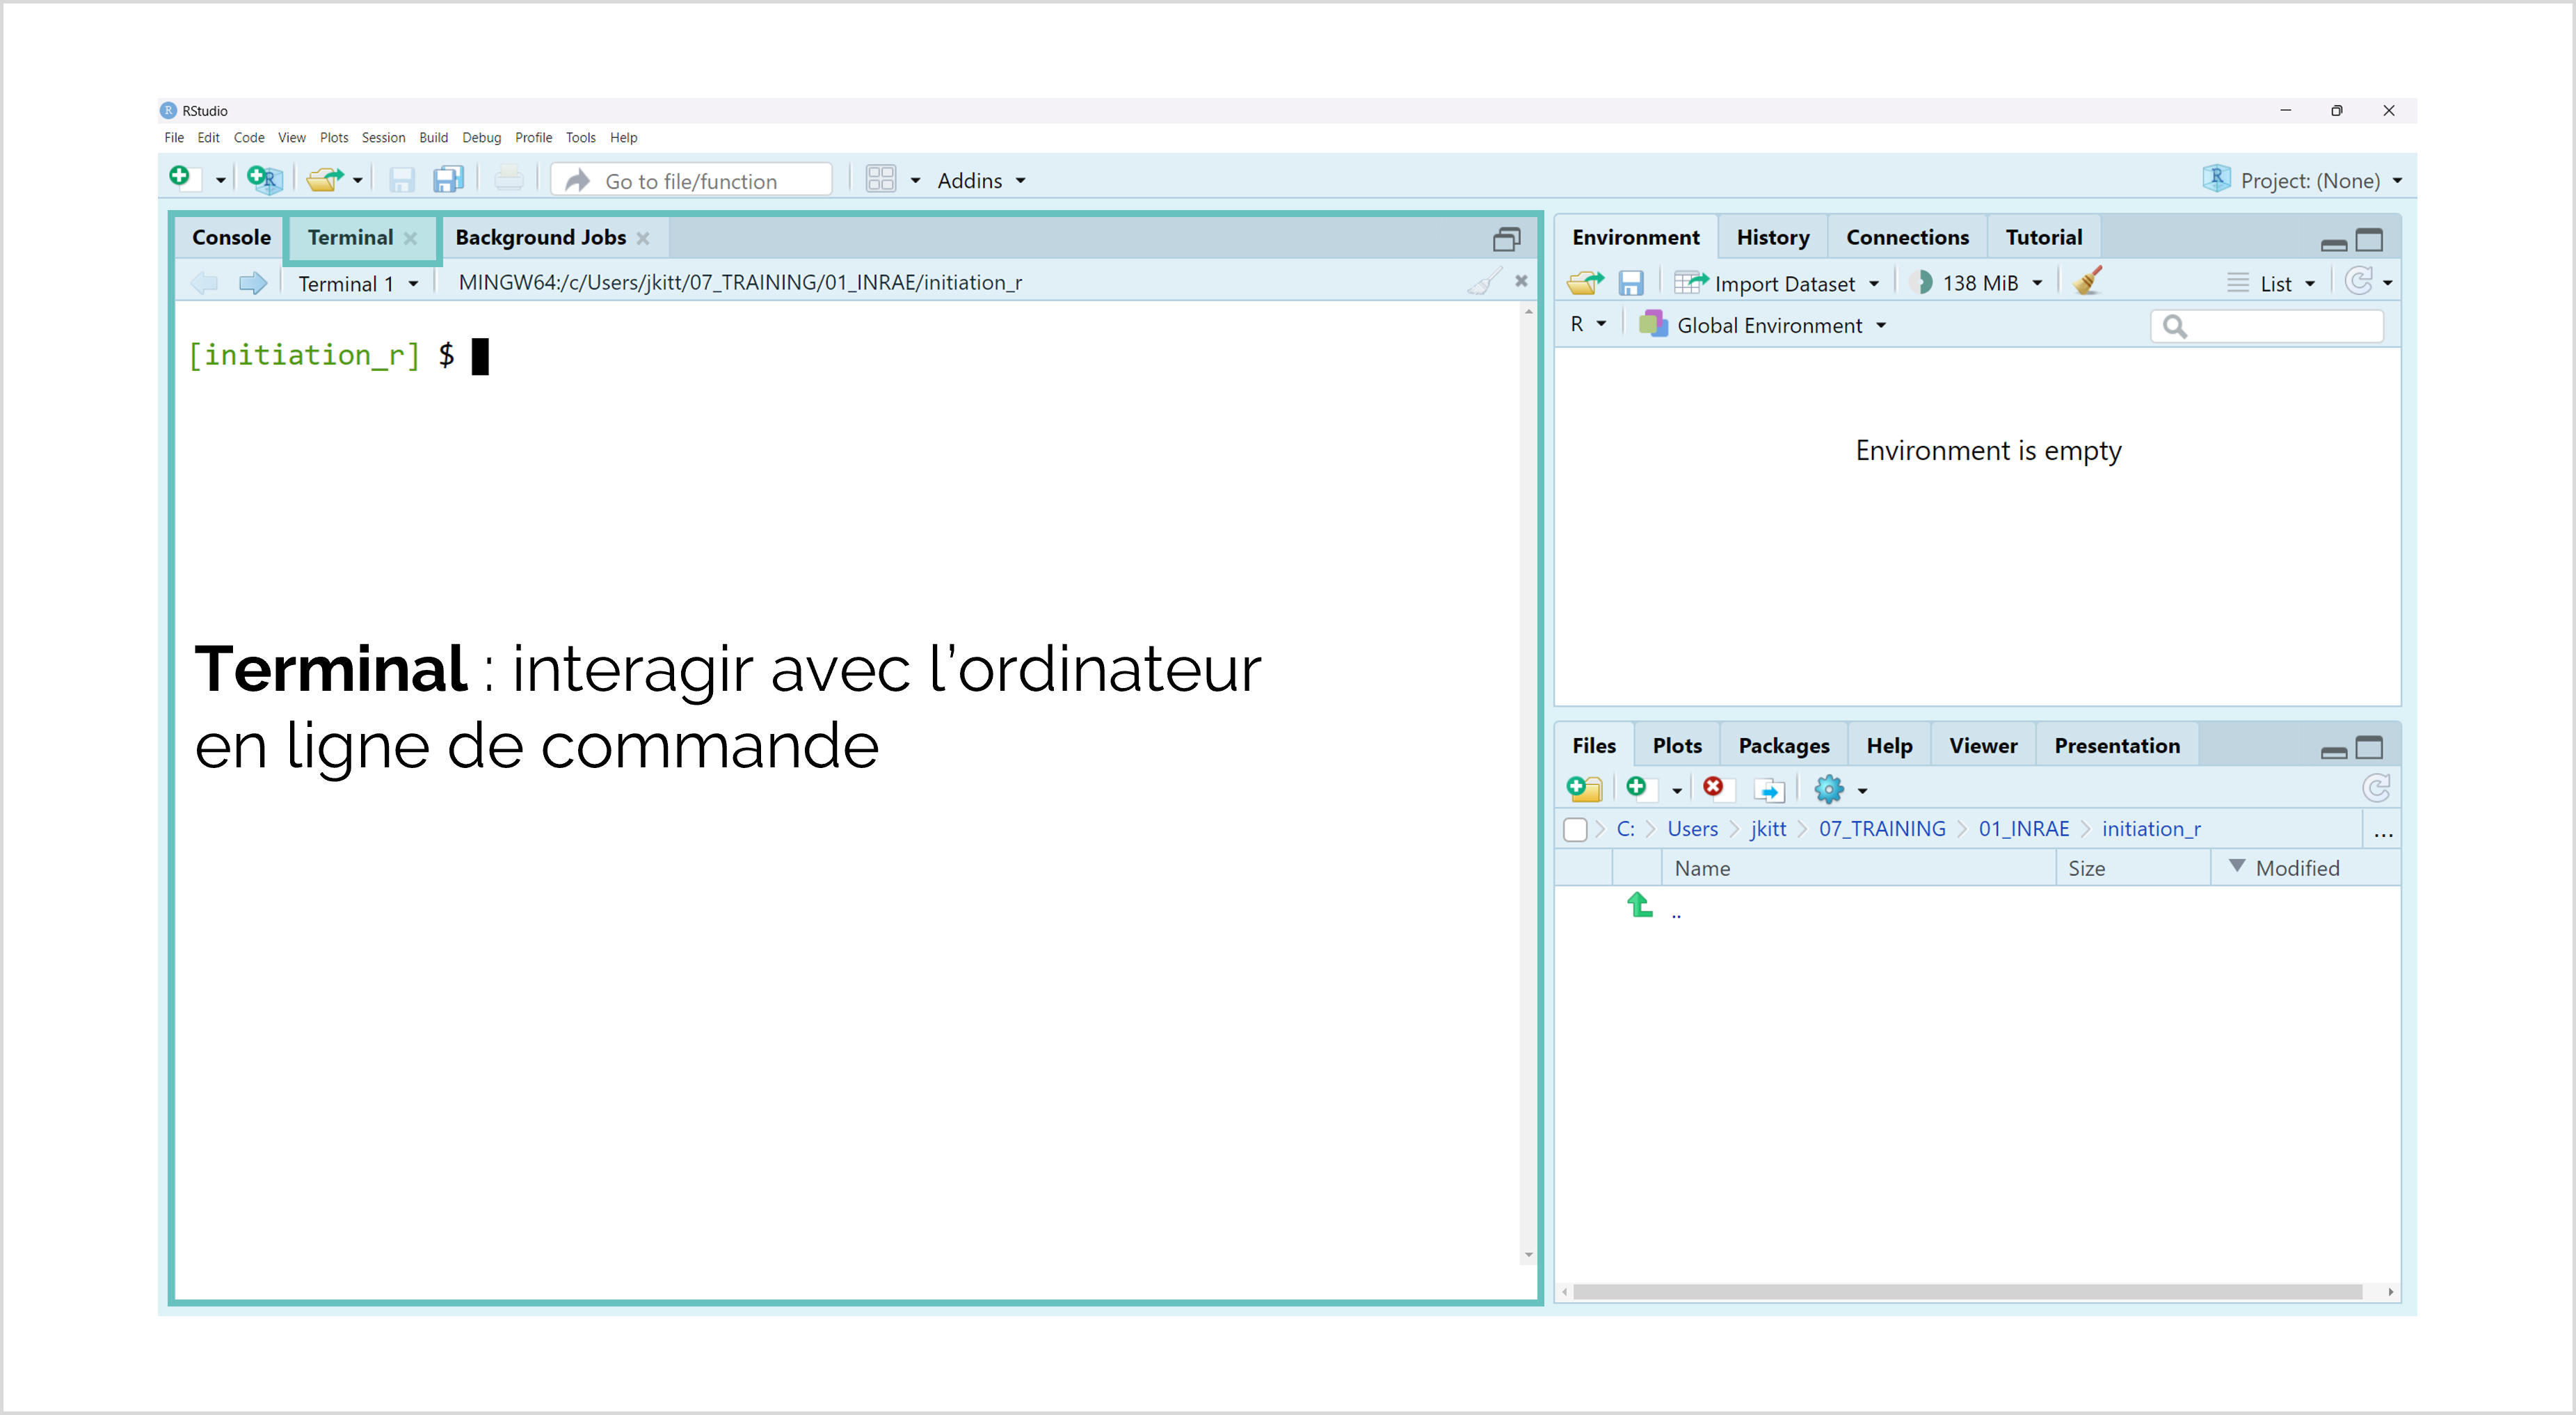 RStudio
File Edit Code View Plots Session Build Debug Profile Tools Help
Go to file/function Addins Project: (None)
Console Terminal Background Jobs
Terminal 1 MINGW64:/c/Users/jkitt/07_TRAINING/01_INRAE/initiation_r
[initiation_r] $
Terminal : interagir avec l’ordinateur
en ligne de commande
Environment History Connections Tutorial
Import Dataset 138 MiB List
R Global Environment
Environment is empty
Files Plots Packages Help Viewer Presentation
C: Users jkitt 07_TRAINING 01_INRAE initiation_r ...
Name Size Modified
..